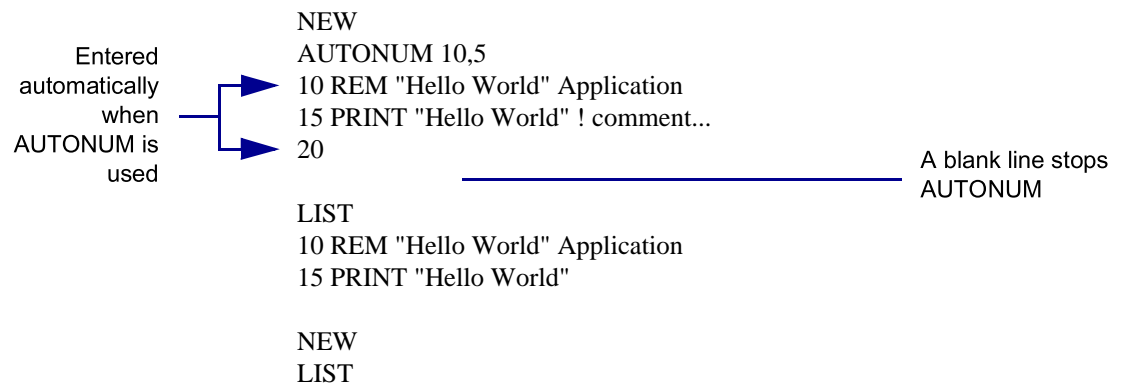 NEW
AUTONUM 10,5
10 REM "Hello World" Application
15 PRINT "Hello World" ! comment...
20
Entered
automatically
when
AUTONUM is
used
A blank line stops
AUTONUM
LIST
10 REM "Hello World" Application
15 PRINT "Hello World"
NEW
LIST